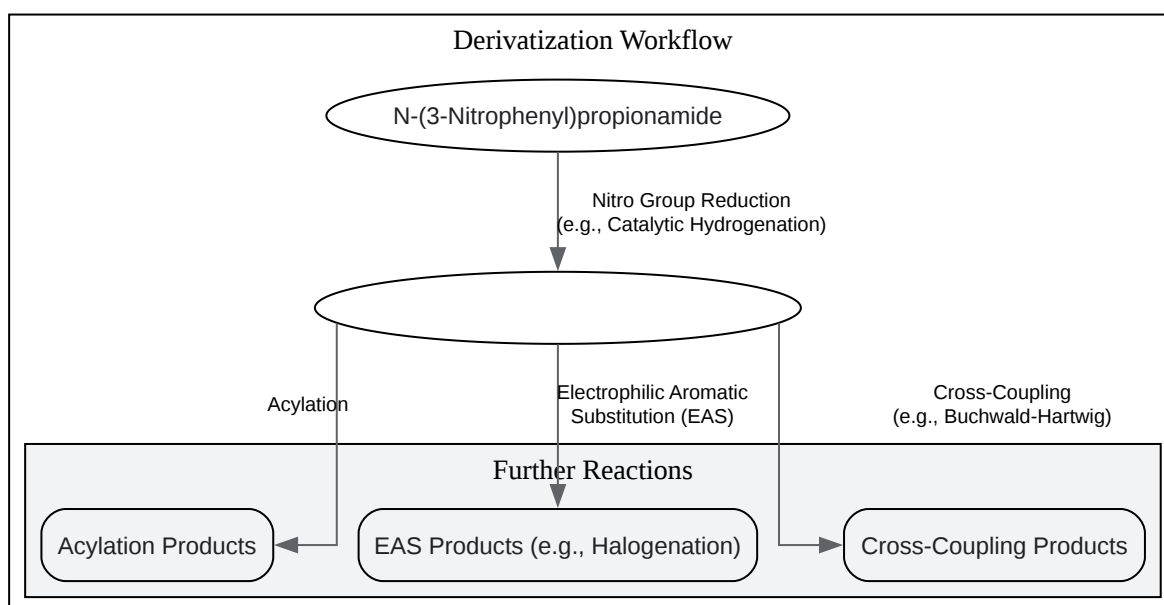 Derivatization Workflow
N-(3-Nitrophenyl)propionamide
Nitro Group Reduction
(e.g., Catalytic Hydrogenation)
Acylation
Electrophilic Aromatic
Substitution (EAS)
Cross-Coupling
(e.g., Buchwald-Hartwig)
Further Reactions
Acylation Products
EAS Products (e.g., Halogenation)
Cross-Coupling Products